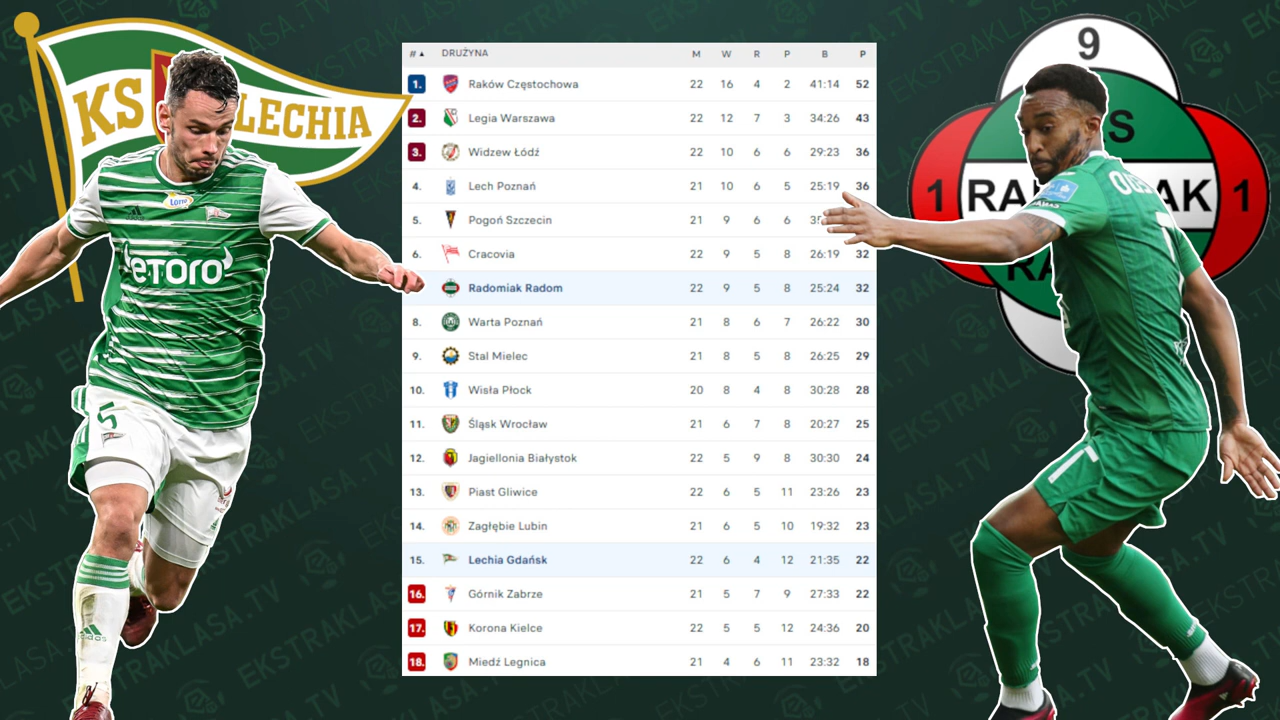 KS LECHIA
# DRUŻYNA M W R P B P
1. Raków Częstochowa 22 16 4 2 41:14 52
2. Legia Warszawa 22 12 7 3 34:26 43
3. Widzew Łódź 22 10 6 6 29:23 36
4. Lech Poznań 21 10 6 5 25:19 36
5. Pogoń Szczecin 21 9 6 6
6. Cracovia 22 9 5 8 26:19 32
Radomiak Radom 22 9 5 8 25:24 32
8. Warta Poznań 21 8 6 7 26:22 30
9. Stal Mielec 21 8 5 8 26:25 29
10. Wisła Płock 20 8 4 8 30:28 28
11. Śląsk Wrocław 21 6 7 8 20:27 25
12. Jagiellonia Białystok 22 5 9 8 30:30 24
13. Piast Gliwice 22 6 5 11 23:26 23
14. Zagłębie Lubin 21 6 5 10 19:32 23
15. Lechia Gdańsk 22 6 4 12 21:35 22
16. Górnik Zabrze 21 5 7 9 27:33 22
17. Korona Kielce 22 5 5 12 24:36 20
18. Miedź Legnica 21 4 6 11 23:32 18
eTORO
5
adidas
9
1 1
EKSTRAKLASA.TV